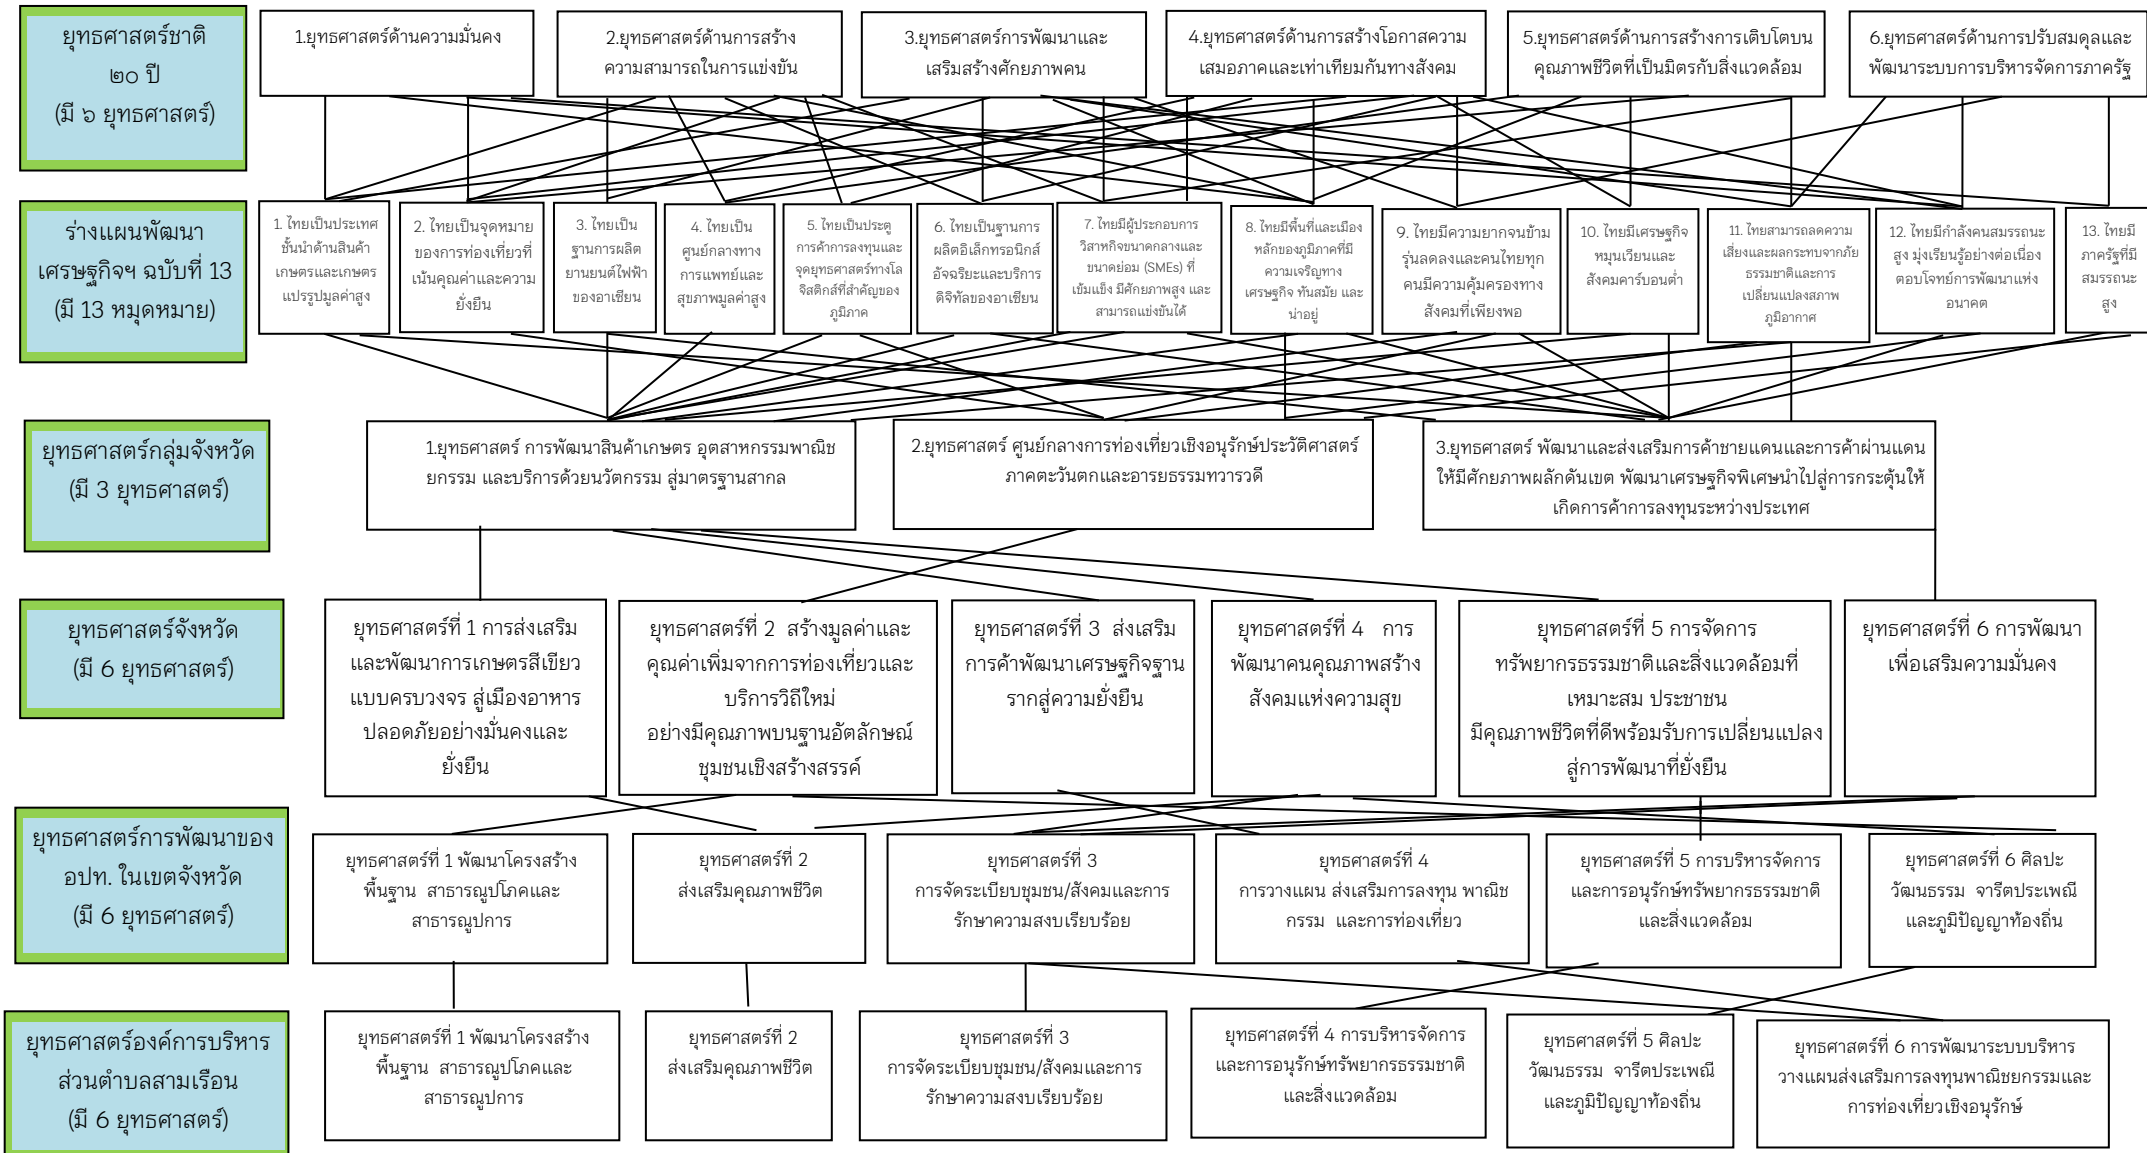 ยุทธศาสตร์ชาติ
๒๐ ปี
(มี ๖ ยุทธศาสตร์)
1.ยุทธศาสตร์ด้านความมั่นคง
2.ยุทธศาสตร์ด้านการสร้าง
ความสามารถในการแข่งขัน
3.ยุทธศาสตร์การพัฒนาและ
เสริมสร้างศักยภาพคน
4.ยุทธศาสตร์ด้านการสร้างโอกาสความ
เสมอภาคและเท่าเทียมกันทางสังคม
5.ยุทธศาสตร์ด้านการสร้างการเติบโตบน
คุณภาพชีวิตที่เป็นมิตรกับสิ่งแวดล้อม
6.ยุทธศาสตร์ด้านการปรับสมดุลและ
พัฒนาระบบการบริหารจัดการภาครัฐ
ร่างแผนพัฒนา
เศรษฐกิจฯ ฉบับที่ 13
(มี 13 หมุดหมาย)
1. ไทยเป็นประเทศ
ชั้นนำด้านสินค้า
เกษตรและเกษตร
แปรรูปมูลค่าสูง
2. ไทยเป็นจุดหมาย
ของการท่องเที่ยวที่
เน้นคุณค่าและความ
ยั่งยืน
3. ไทยเป็น
ฐานการผลิต
ยานยนต์ไฟฟ้า
ของอาเซียน
4. ไทยเป็น
ศูนย์กลางทาง
การแพทย์และ
สุขภาพมูลค่าสูง
5. ไทยเป็นประตู
การค้าการลงทุนและ
จุดยุทธศาสตร์ทางโล
จิสติกส์ที่สำคัญของ
ภูมิภาค
6. ไทยเป็นฐานการ
ผลิตอิเล็กทรอนิกส์
อัจฉริยะและบริการ
ดิจิทัลของอาเซียน
7. ไทยมีผู้ประกอบการ
วิสาหกิจขนาดกลางและ
ขนาดย่อม (SMEs) ที่
เข้มแข็ง มีศักยภาพสูง และ
สามารถแข่งขันได้
8. ไทยมีพื้นที่และเมือง
หลักของภูมิภาคที่มี
ความเจริญทาง
เศรษฐกิจ ทันสมัย และ
น่าอยู่
9. ไทยมีความยากจนข้าม
รุ่นลดลงและคนไทยทุก
คนมีความคุ้มครองทาง
สังคมที่เพียงพอ
10. ไทยมีเศรษฐกิจ
หมุนเวียนและ
สังคมคาร์บอนต่ำ
11. ไทยสามารถลดความ
เสี่ยงและผลกระทบจากภัย
ธรรมชาติและการ
เปลี่ยนแปลงสภาพ
ภูมิอากาศ
12. ไทยมีกำลังคนสมรรถนะ
สูง มุ่งเรียนรู้อย่างต่อเนื่อง
ตอบโจทย์การพัฒนาแห่ง
อนาคต
13. ไทยมี
ภาครัฐที่มี
สมรรถนะ
สูง
ยุทธศาสตร์กลุ่มจังหวัด
(มี 3 ยุทธศาสตร์)
1.ยุทธศาสตร์ การพัฒนาสินค้าเกษตร อุตสาหกรรมพาณิช
ยกรรม และบริการด้วยนวัตกรรม สู่มาตรฐานสากล
2.ยุทธศาสตร์ ศูนย์กลางการท่องเที่ยวเชิงอนุรักษ์ประวัติศาสตร์
ภาคตะวันตกและอารยธรรมทวารวดี
3.ยุทธศาสตร์ พัฒนาและส่งเสริมการค้าชายแดนและการค้าผ่านแดน
ให้มีศักยภาพผลักดันเขต พัฒนาเศรษฐกิจพิเศษนำไปสู่การกระตุ้นให้
เกิดการค้าการลงทุนระหว่างประเทศ
ยุทธศาสตร์จังหวัด
(มี 6 ยุทธศาสตร์)
ยุทธศาสตร์ที่ 1 การส่งเสริม
และพัฒนาการเกษตรสีเขียว
แบบครบวงจร สู่เมืองอาหาร
ปลอดภัยอย่างมั่นคงและ
ยั่งยืน
ยุทธศาสตร์ที่ 2 สร้างมูลค่าและ
คุณค่าเพิ่มจากการท่องเที่ยวและ
บริการวิถีใหม่
อย่างมีคุณภาพบนฐานอัตลักษณ์
ชุมชนเชิงสร้างสรรค์
ยุทธศาสตร์ที่ 3 ส่งเสริม
การค้าพัฒนาเศรษฐกิจฐาน
รากสู่ความยั่งยืน
ยุทธศาสตร์ที่ 4 การ
พัฒนาคนคุณภาพสร้าง
สังคมแห่งความสุข
ยุทธศาสตร์ที่ 5 การจัดการ
ทรัพยากรธรรมชาติและสิ่งแวดล้อมที่
เหมาะสม ประชาชน
มีคุณภาพชีวิตที่ดีพร้อมรับการเปลี่ยนแปลง
สู่การพัฒนาที่ยั่งยืน
ยุทธศาสตร์ที่ 6 การพัฒนา
เพื่อเสริมความมั่นคง
ยุทธศาสตร์การพัฒนาของ
อปท. ในเขตจังหวัด
(มี 6 ยุทธศาสตร์)
ยุทธศาสตร์ที่ 1 พัฒนาโครงสร้าง
พื้นฐาน สาธารณูปโภคและ
สาธารณูปการ
ยุทธศาสตร์ที่ 2
ส่งเสริมคุณภาพชีวิต
ยุทธศาสตร์ที่ 3
การจัดระเบียบชุมชน/สังคมและการ
รักษาความสงบเรียบร้อย
ยุทธศาสตร์ที่ 4
การวางแผน ส่งเสริมการลงทุน พาณิช
กรรม และการท่องเที่ยว
ยุทธศาสตร์ที่ 5 การบริหารจัดการ
และการอนุรักษ์ทรัพยากรธรรมชาติ
และสิ่งแวดล้อม
ยุทธศาสตร์ที่ 6 ศิลปะ
วัฒนธรรม จารีตประเพณี
และภูมิปัญญาท้องถิ่น
ยุทธศาสตร์องค์การบริหาร
ส่วนตำบลสามเรือน
(มี 6 ยุทธศาสตร์)
ยุทธศาสตร์ที่ 1 พัฒนาโครงสร้าง
พื้นฐาน สาธารณูปโภคและ
สาธารณูปการ
ยุทธศาสตร์ที่ 2
ส่งเสริมคุณภาพชีวิต
ยุทธศาสตร์ที่ 3
การจัดระเบียบชุมชน/สังคมและการ
รักษาความสงบเรียบร้อย
ยุทธศาสตร์ที่ 4 การบริหารจัดการ
และการอนุรักษ์ทรัพยากรธรรมชาติ
และสิ่งแวดล้อม
ยุทธศาสตร์ที่ 5 ศิลปะ
วัฒนธรรม จารีตประเพณี
และภูมิปัญญาท้องถิ่น
ยุทธศาสตร์ที่ 6 การพัฒนาระบบบริหาร
วางแผนส่งเสริมการลงทุนพาณิชยกรรมและ
การท่องเที่ยวเชิงอนุรักษ์